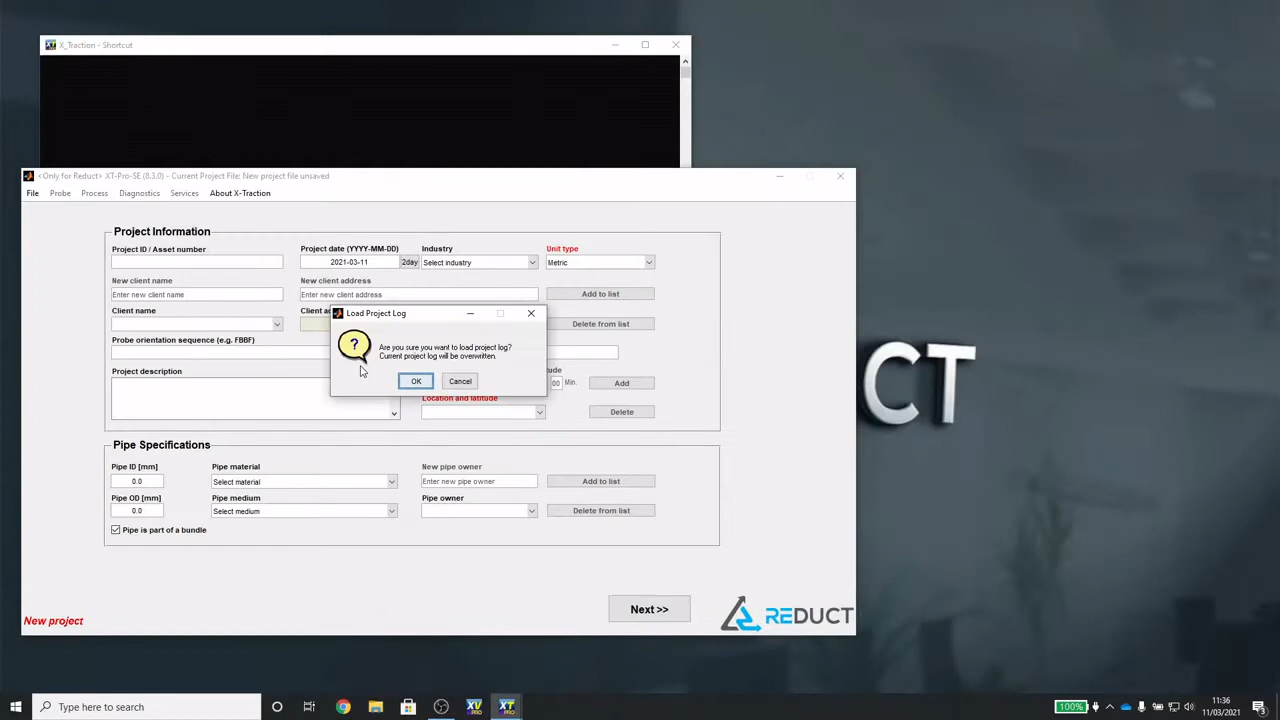 X_Traction - Shortcut
<Only for Reduct> XT-Pro-SE (8.3.0) - Current Project File: New project file unsaved
File Probe Process Diagnostics Services About X-Traction
Project Information
Project ID / Asset number
Project date (YYYY-MM-DD)
Industry
Unit type
2021-03-11
2day
Select industry
Metric
New client name
New client address
Enter new client name
Enter new client address
Add to list
Client name
Client ad
Delete from list
Load Project Log
?
Are you sure you want to load project log?
Current project log will be overwritten.
OK
Cancel
Probe orientation sequence (e.g. FBBF)
Project description
ude
00 Min.
Add
Location and latitude
Delete
Pipe Specifications
Pipe ID [mm]
Pipe material
New pipe owner
0.0
Select material
Enter new pipe owner
Add to list
Pipe OD [mm]
Pipe medium
Pipe owner
0.0
Select medium
Delete from list
Pipe is part of a bundle
Next >>
New project
REDUCT
CT
Type here to search
XV
PRO
XT
PRO
100%
11:36
11/03/2021